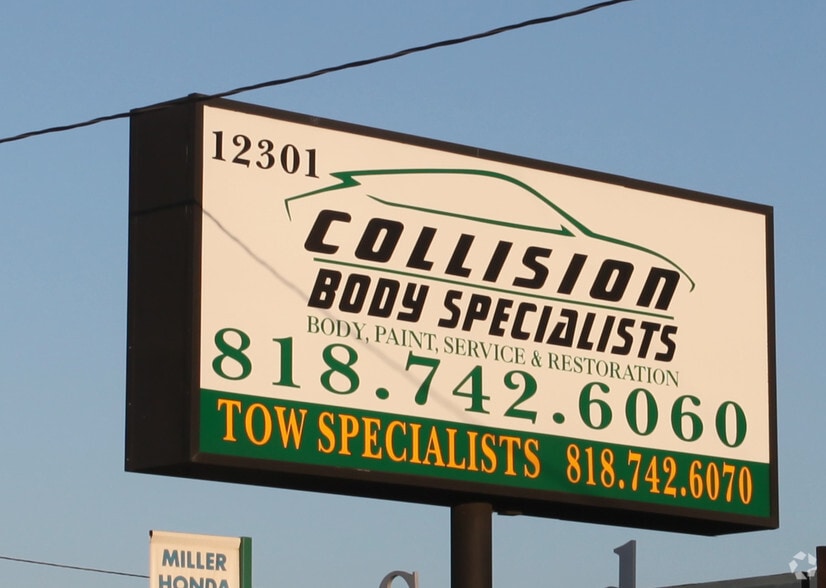 12301
COLLISION
BODY SPECIALISTS
BODY, PAINT, SERVICE & RESTORATION
818.742.6060
TOW SPECIALISTS 818.742.6070
MILLER
HONDA